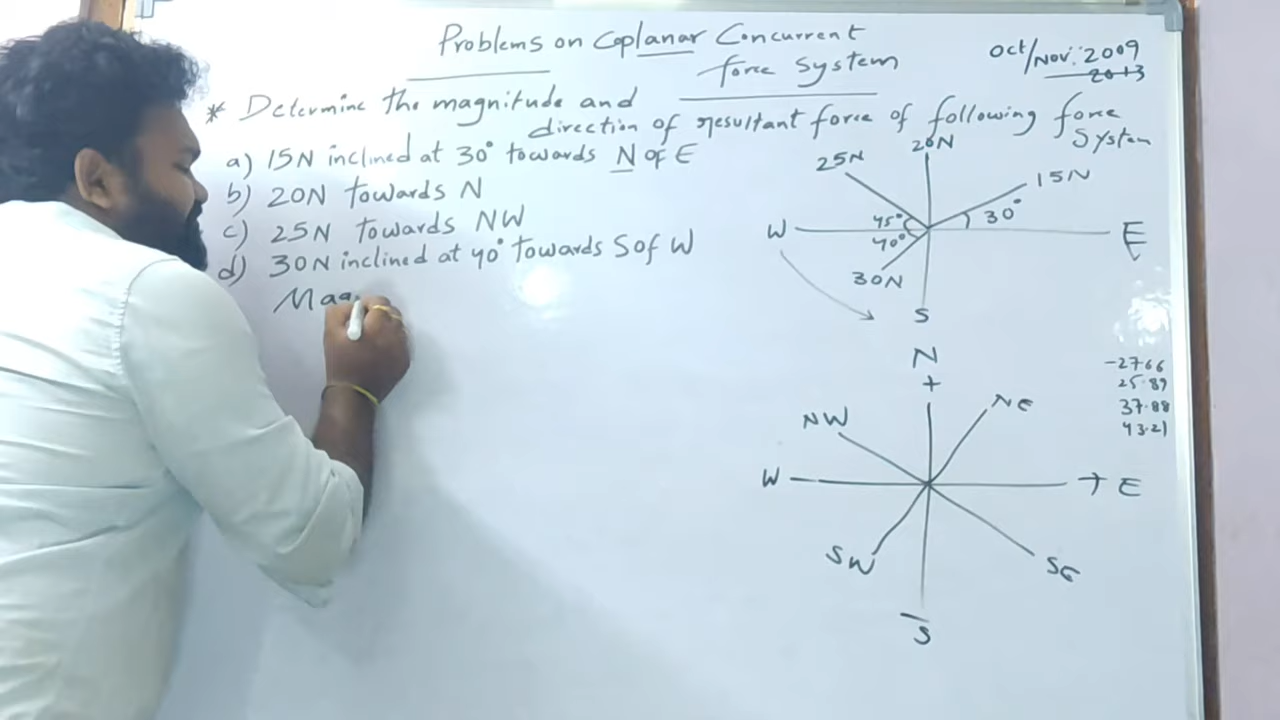 Problems on Coplanar Concurrent
force System
Oct/Nov. 2009
2013
* Determine the magnitude and
direction of resultant force of following force
System
a) 15N inclined at 30° towards N of E
b) 20N towards N
c) 25N towards NW
d) 30N inclined at 40° towards S of W
Mag
20N
25N
15N
45°
30°
W
E
40°
30N
S
N
+
NW
NE
W
+ E
SW
SE
-
S
-27.66
25.89
37.88
43.21